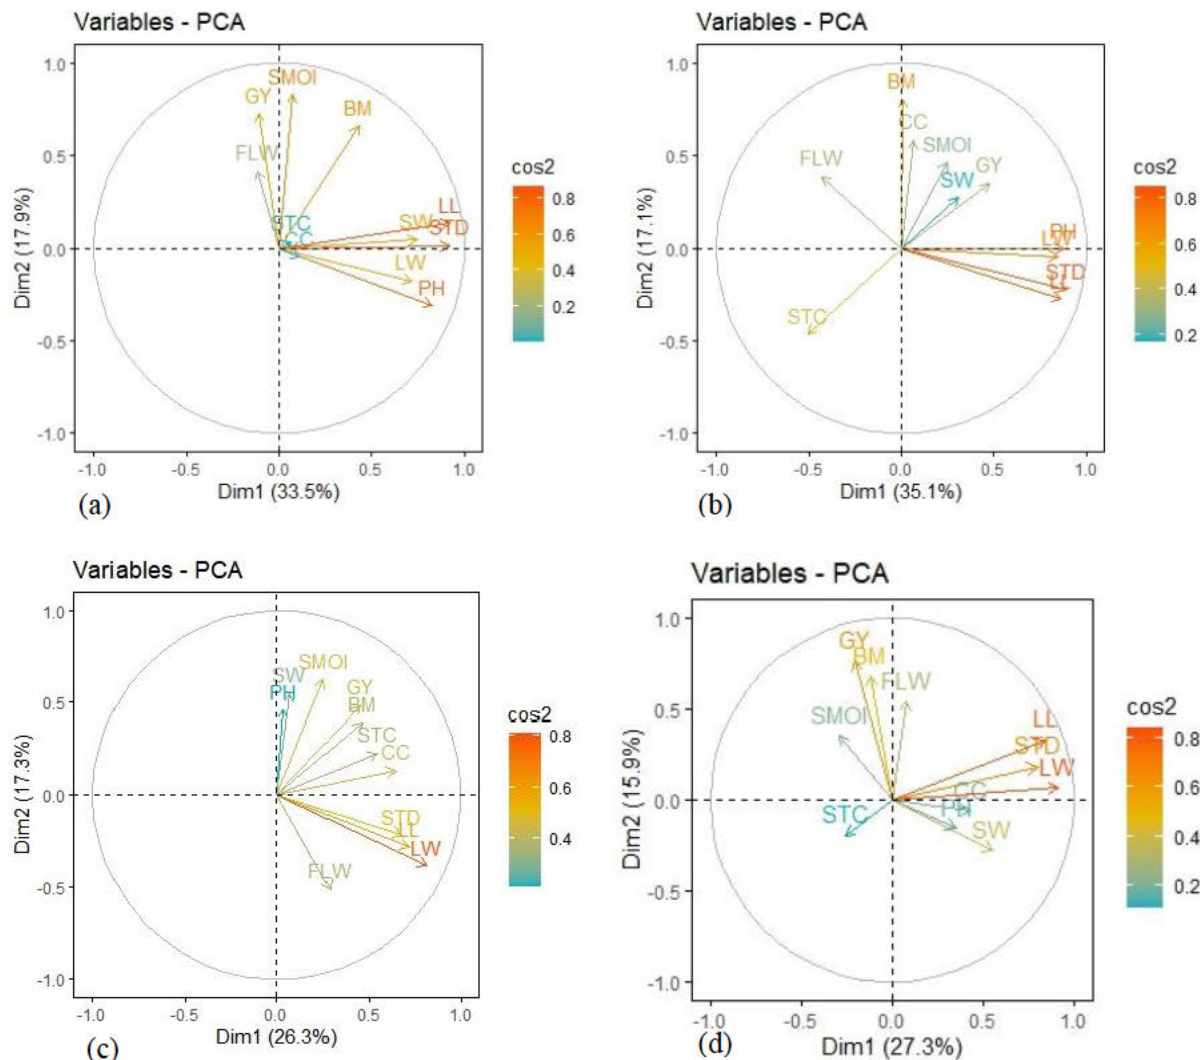 Variables - PCA
1.0
0.5
0.0
-0.5
-1.0
Dim2 (17.9%)
SMOI
GY
BM
FLW
STC
CC
LL
SW
STD
LW
PH
-1.0 -0.5 0.0 0.5 1.0
Dim1 (33.5%)
(a)
cos2
0.8
0.6
0.4
0.2
Variables - PCA
1.0
0.5
0.0
-0.5
-1.0
Dim2 (17.1%)
BM
CC
FLW
SMOI
GY
SW
PH
LW
STD
LL
STC
-1.0 -0.5 0.0 0.5 1.0
Dim1 (35.1%)
(b)
cos2
0.8
0.6
0.4
0.2
Variables - PCA
1.0
0.5
0.0
-0.5
-1.0
Dim2 (17.3%)
SMOI
SW
PH
GY
BM
STC
CC
STD
LL
LW
FLW
-1.0 -0.5 0.0 0.5 1.0
Dim1 (26.3%)
(c)
cos2
0.8
0.6
0.4
Variables - PCA
1.0
0.5
0.0
-0.5
-1.0
Dim2 (15.9%)
GY
BM
FLW
SMOI
LL
STD
LW
CC
PH
STC
SW
-1.0 -0.5 0.0 0.5 1.0
Dim1 (27.3%)
(d)
cos2
0.8
0.6
0.4
0.2